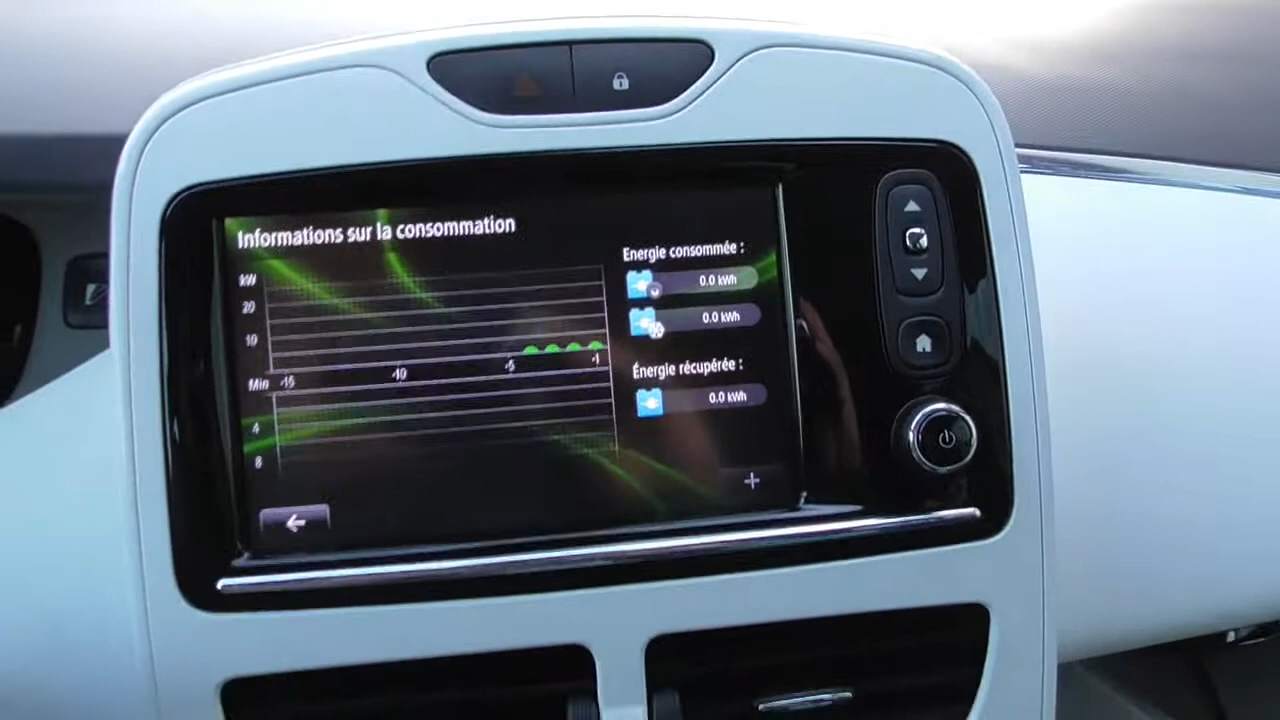 Informations sur la consommation
kW
20
10
Min -15 -10 -5 -1
4
8
Energie consommée :
0.0 kWh
0.0 kWh
Énergie récupérée :
0.0 kWh